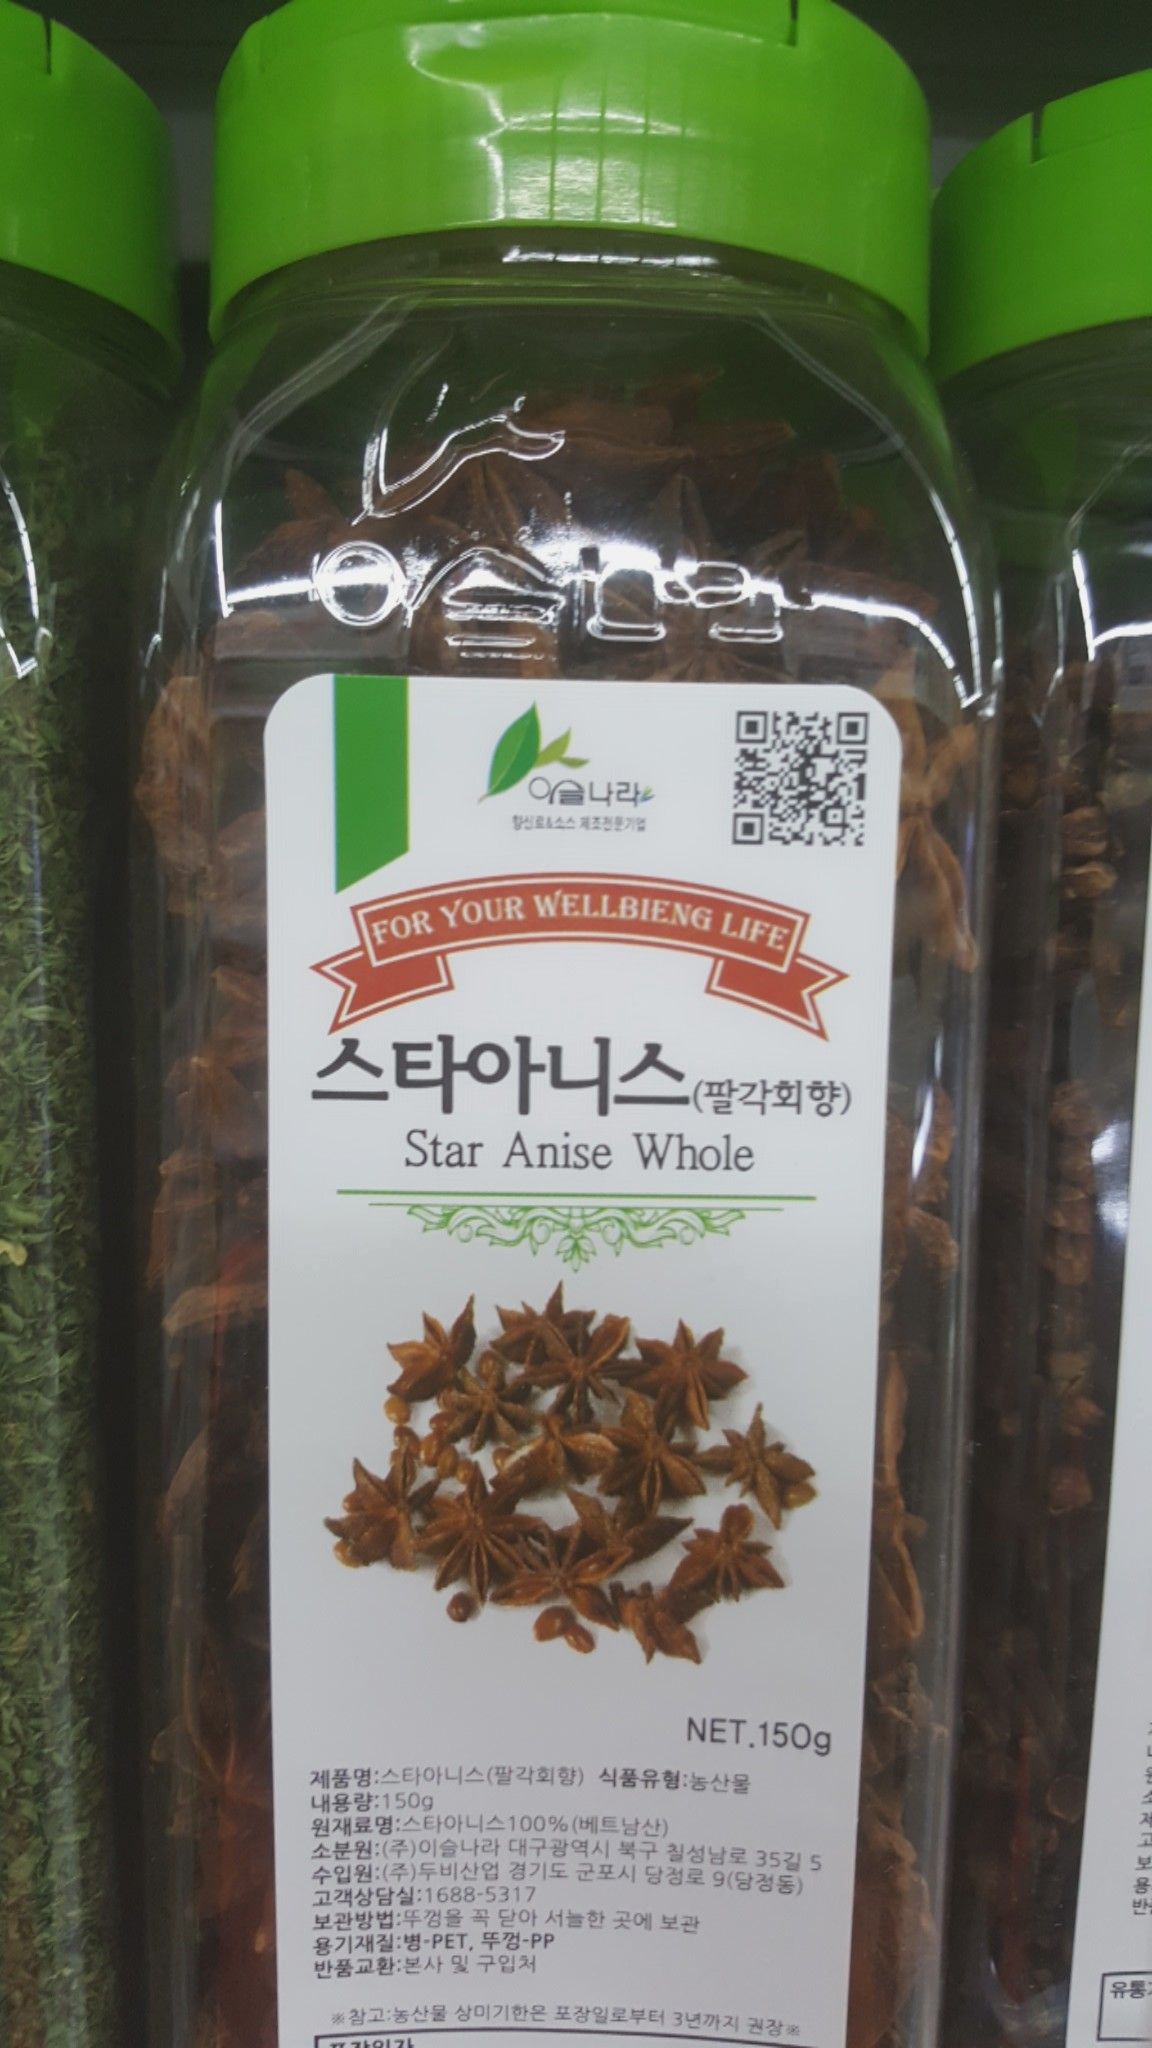 이슬나라
이슬나라
향신료&소스 제조전문기업
FOR YOUR WELLBIENG LIFE
스타아니스(팔각회향)
Star Anise Whole
NET.150g
제품명:스타아니스(팔각회향) 식품유형:농산물
내용량:150g
원재료명:스타아니스100%(베트남산)
소분원:(주)이슬나라 대구광역시 북구 칠성남로 35길 5
수입원:(주)두비산업 경기도 군포시 당정로 9(당정동)
고객상담실:1688-5317
보관방법:뚜껑을 꼭 닫아 서늘한 곳에 보관
용기재질:병-PET, 뚜껑-PP
반품교환:본사 및 구입처
※참고:농산물 상미기한은 포장일로부터 3년까지 권장※
포장일자
유통